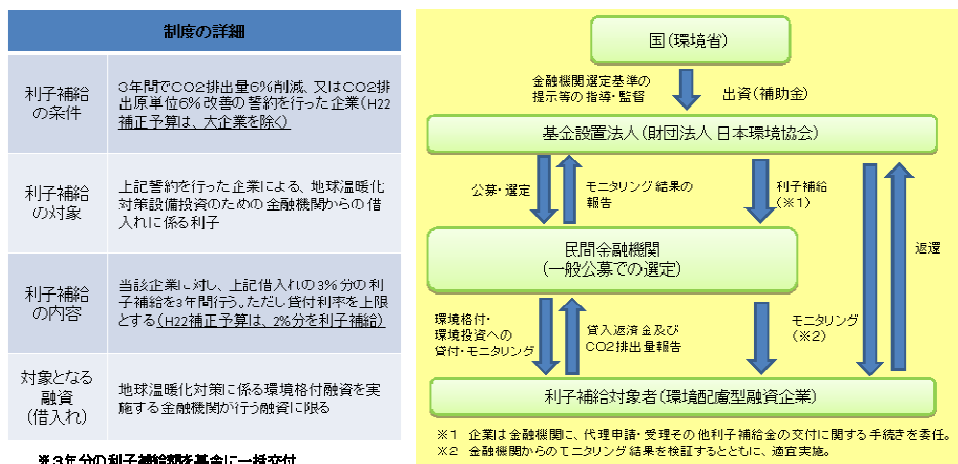 制度の詳細
利子補給
の条件
3年間でCO2排出量6%削減、又はCO2排
出原単位6%改善の誓約を行った企業(H22
補正予算は、大企業を除く)
利子補給
の対象
上記誓約を行った企業による、地球温暖化
対策設備投資のための金融機関からの借
入れに係る利子
利子補給
の内容
当該企業に対し、上記借入れの3%分の利
子補給を3年間行う。ただし貸付利率を上限
とする(H22補正予算は、2%分を利子補給)
対象となる
融資
(借入れ)
地球温暖化対策に係る環境格付融資を実
施する金融機関が行う融資に限る
※3年分の利子補給額を基金に一括交付
国(環境省)
金融機関選定基準の
提示等の指導・監督
出資(補助金)
基金設置法人(財団法人 日本環境協会)
公募・選定
モニタリング結果の
報告
利子補給
(※1)
返還
民間金融機関
(一般公募での選定)
環境格付・
環境投資への
貸付・モニタリング
貸入返済金及び
CO2排出量報告
モニタリング
(※2)
利子補給対象者(環境配慮型融資企業)
※1 企業は金融機関に、代理申請・受理その他利子補給金の交付に関する手続きを委任。
※2 金融機関からのモニタリング結果を検証するとともに、適宜実施。